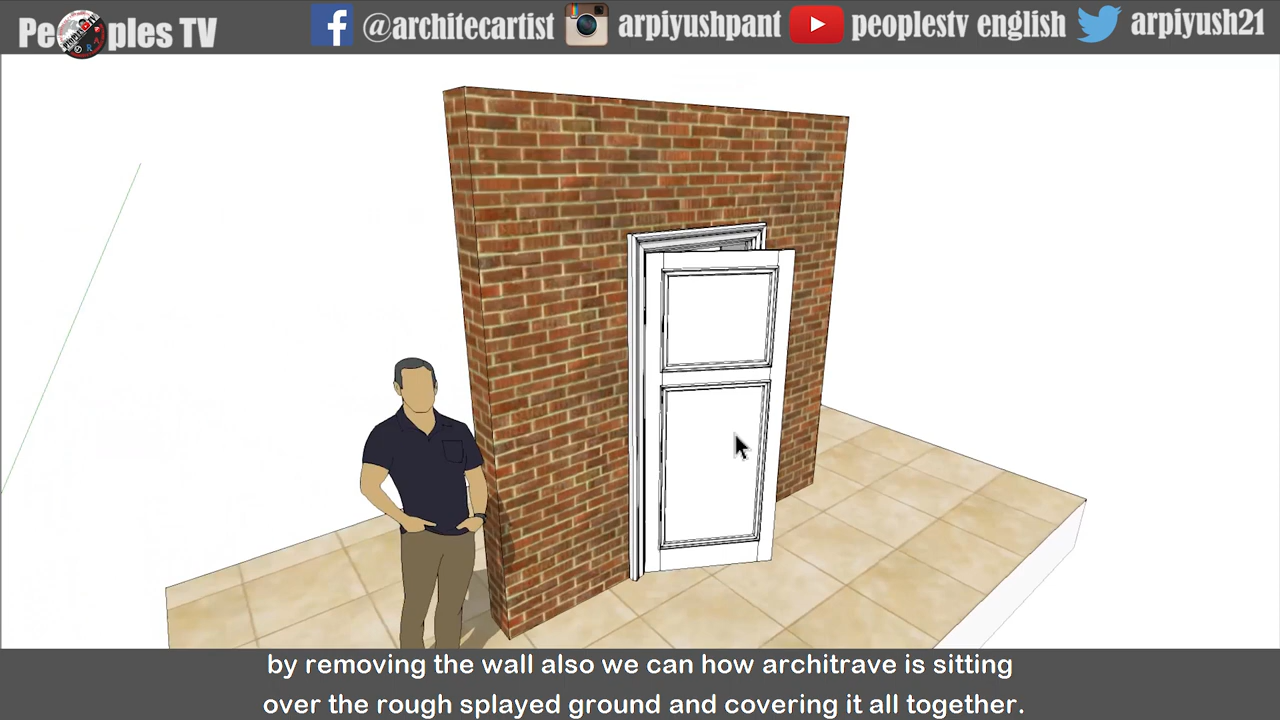 Peoples TV @architecartist arpiyushpant peoplestv english arpiyush21
by removing the wall also we can how architrave is sitting
over the rough splayed ground and covering it all together.